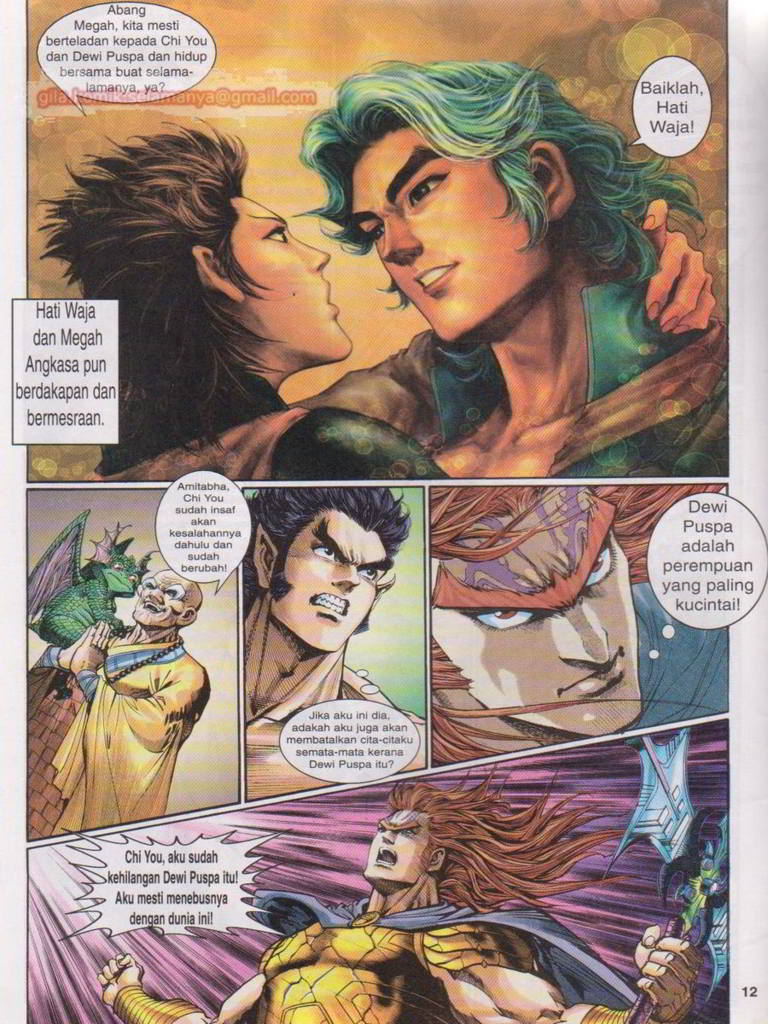 Abang
Megah, kita mesti
berteladan kepada Chi You
dan Dewi Puspa dan hidup
bersama buat selama-
lamanya, ya?
gila_komik-selamanya@gmail.com
Baiklah,
Hati
Waja!
Hati Waja
dan Megah
Angkasa pun
berdakapan dan
bermesraan.
Amitabha,
Chi You
sudah insaf
akan
kesalahannya
dahulu dan
sudah
berubah!
Jika aku ini dia,
adakah aku juga akan
membatalkan cita-citaku
semata-mata kerana
Dewi Puspa itu?
Dewi
Puspa
adalah
perempuan
yang paling
kucintai!
Chi You, aku sudah
kehilangan Dewi Puspa itu!
Aku mesti menebusnya
dengan dunia ini!
12